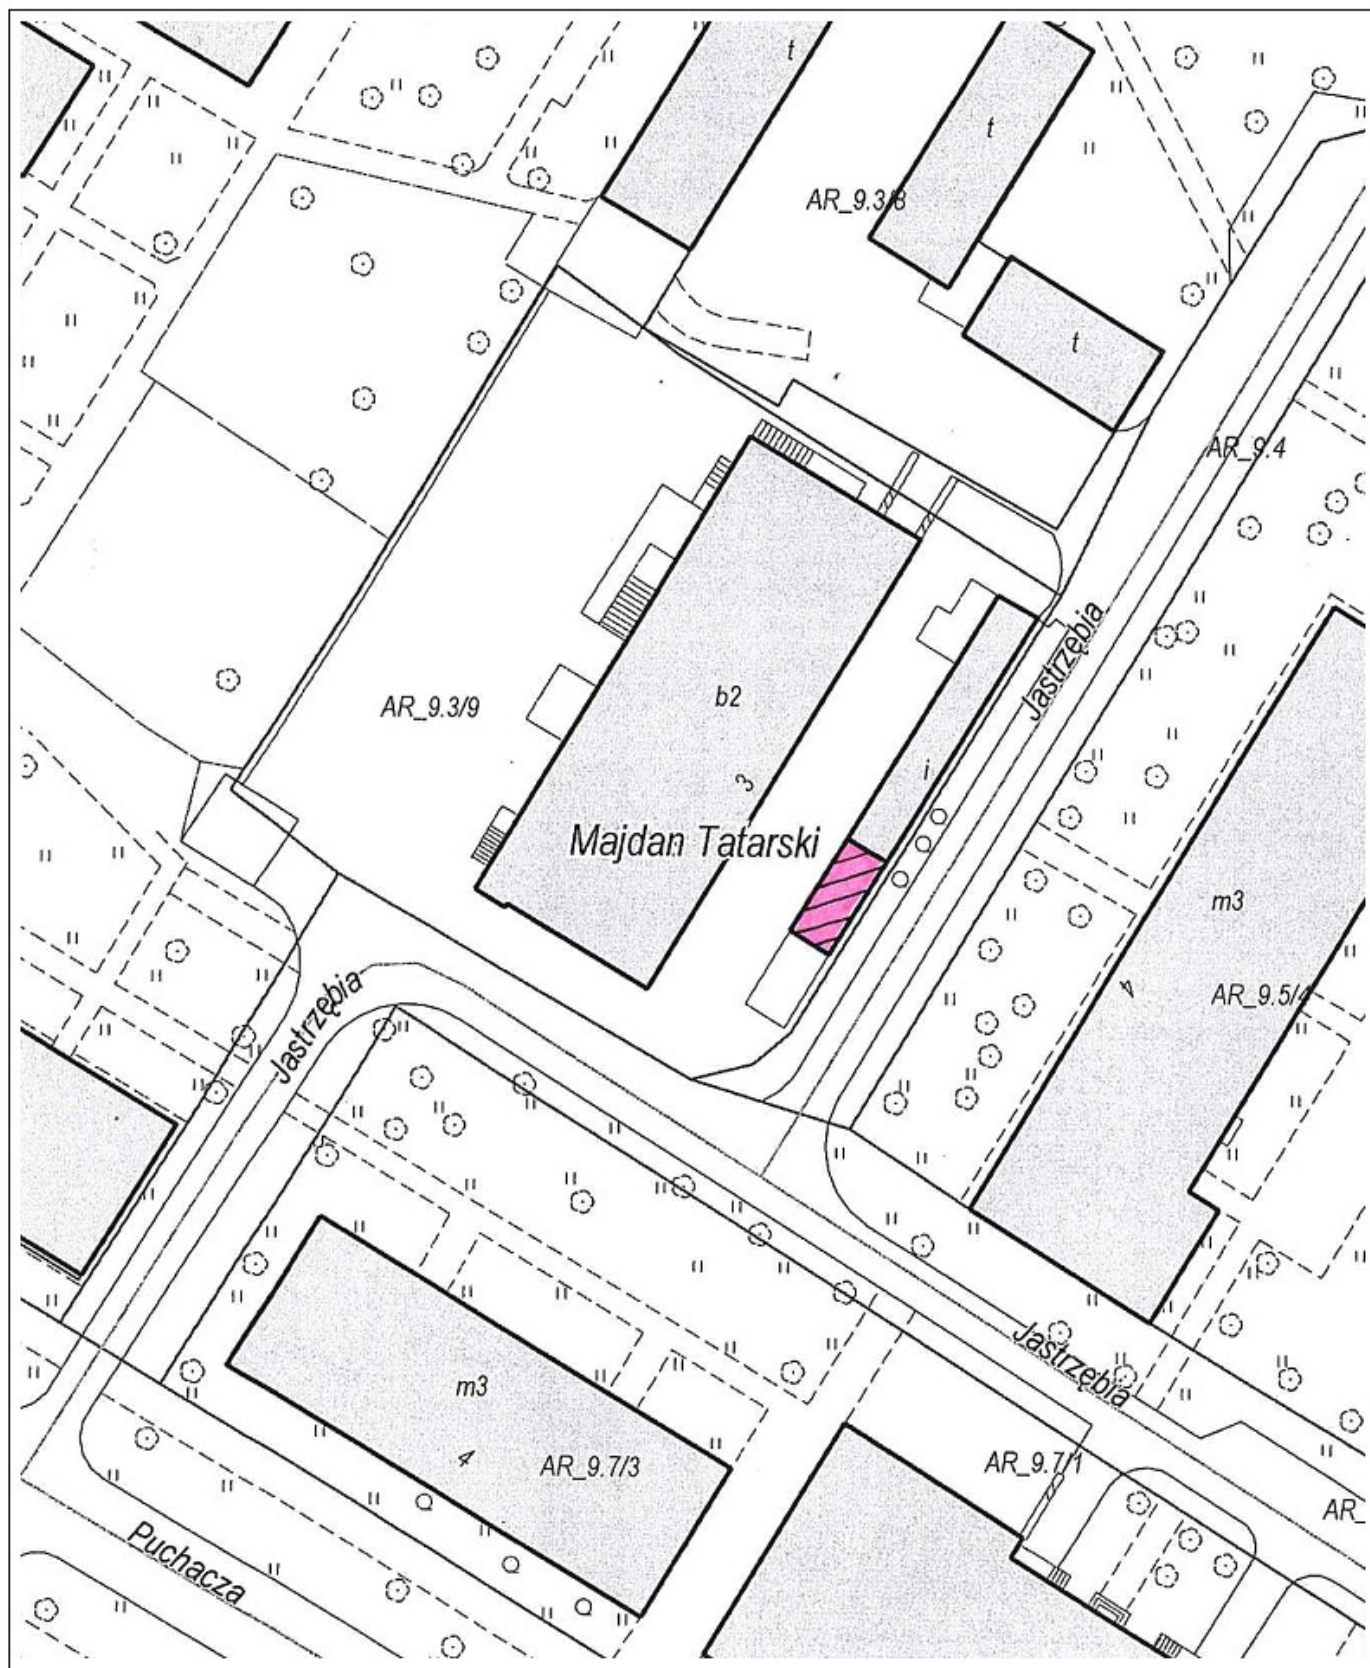 t
t
AR_9.3/8
t
AR_9.4
Jastrzębia
AR_9.3/9
b2
3
i
Majdan Tatarski
m3
4
AR_9.5/4
Jastrzębia
Jastrzębia
m3
4
AR_9.7/3
AR_9.7/1
AR_
Puchacza